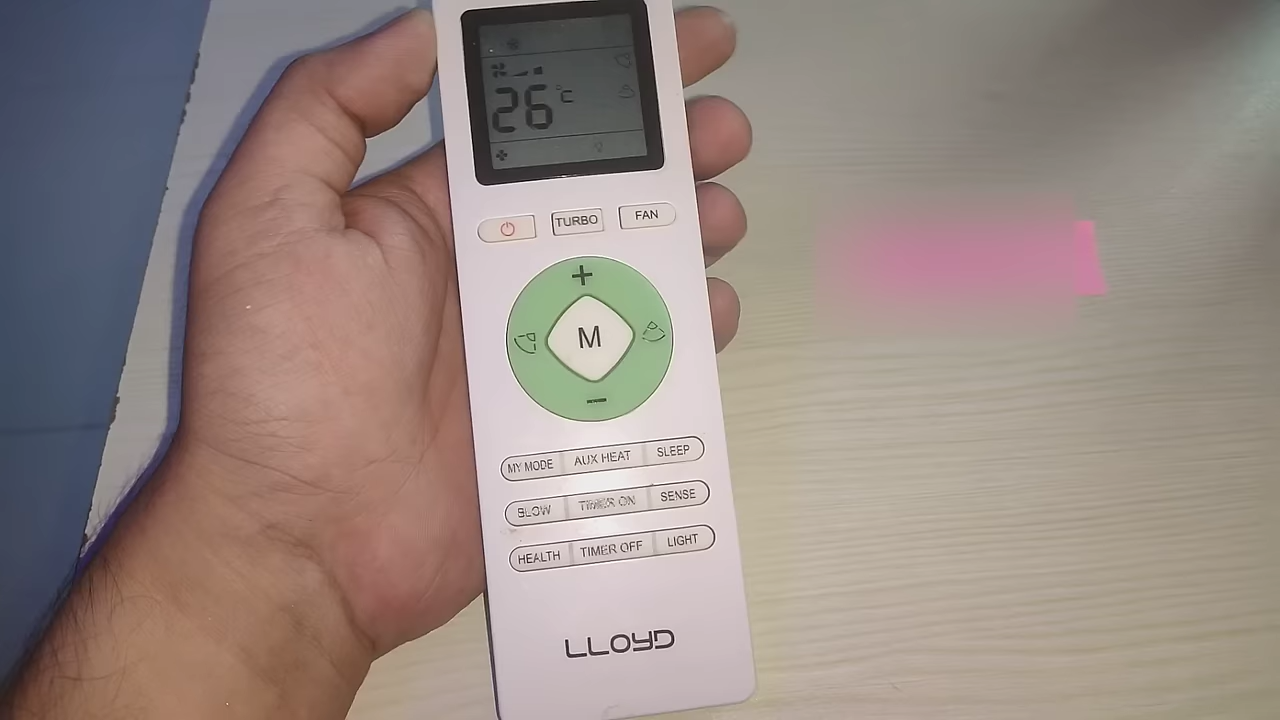 26 °C
TURBO FAN
+
M
-
MY MODE AUX HEAT SLEEP
BLOW TIMER ON SENSE
HEALTH TIMER OFF LIGHT
LLOYD